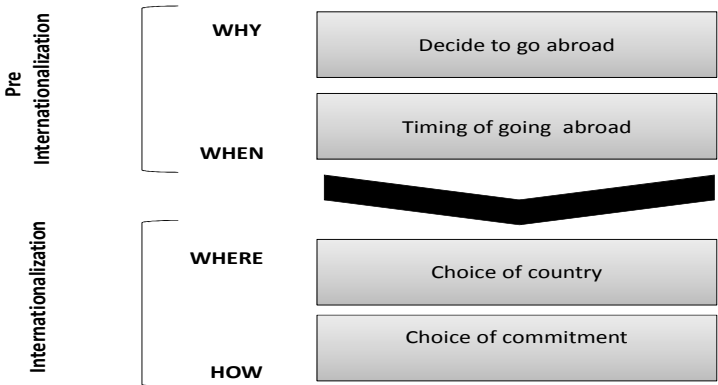 Pre
Internationalization
WHY
Decide to go abroad
WHEN
Timing of going abroad
Internationalization
WHERE
Choice of country
HOW
Choice of commitment